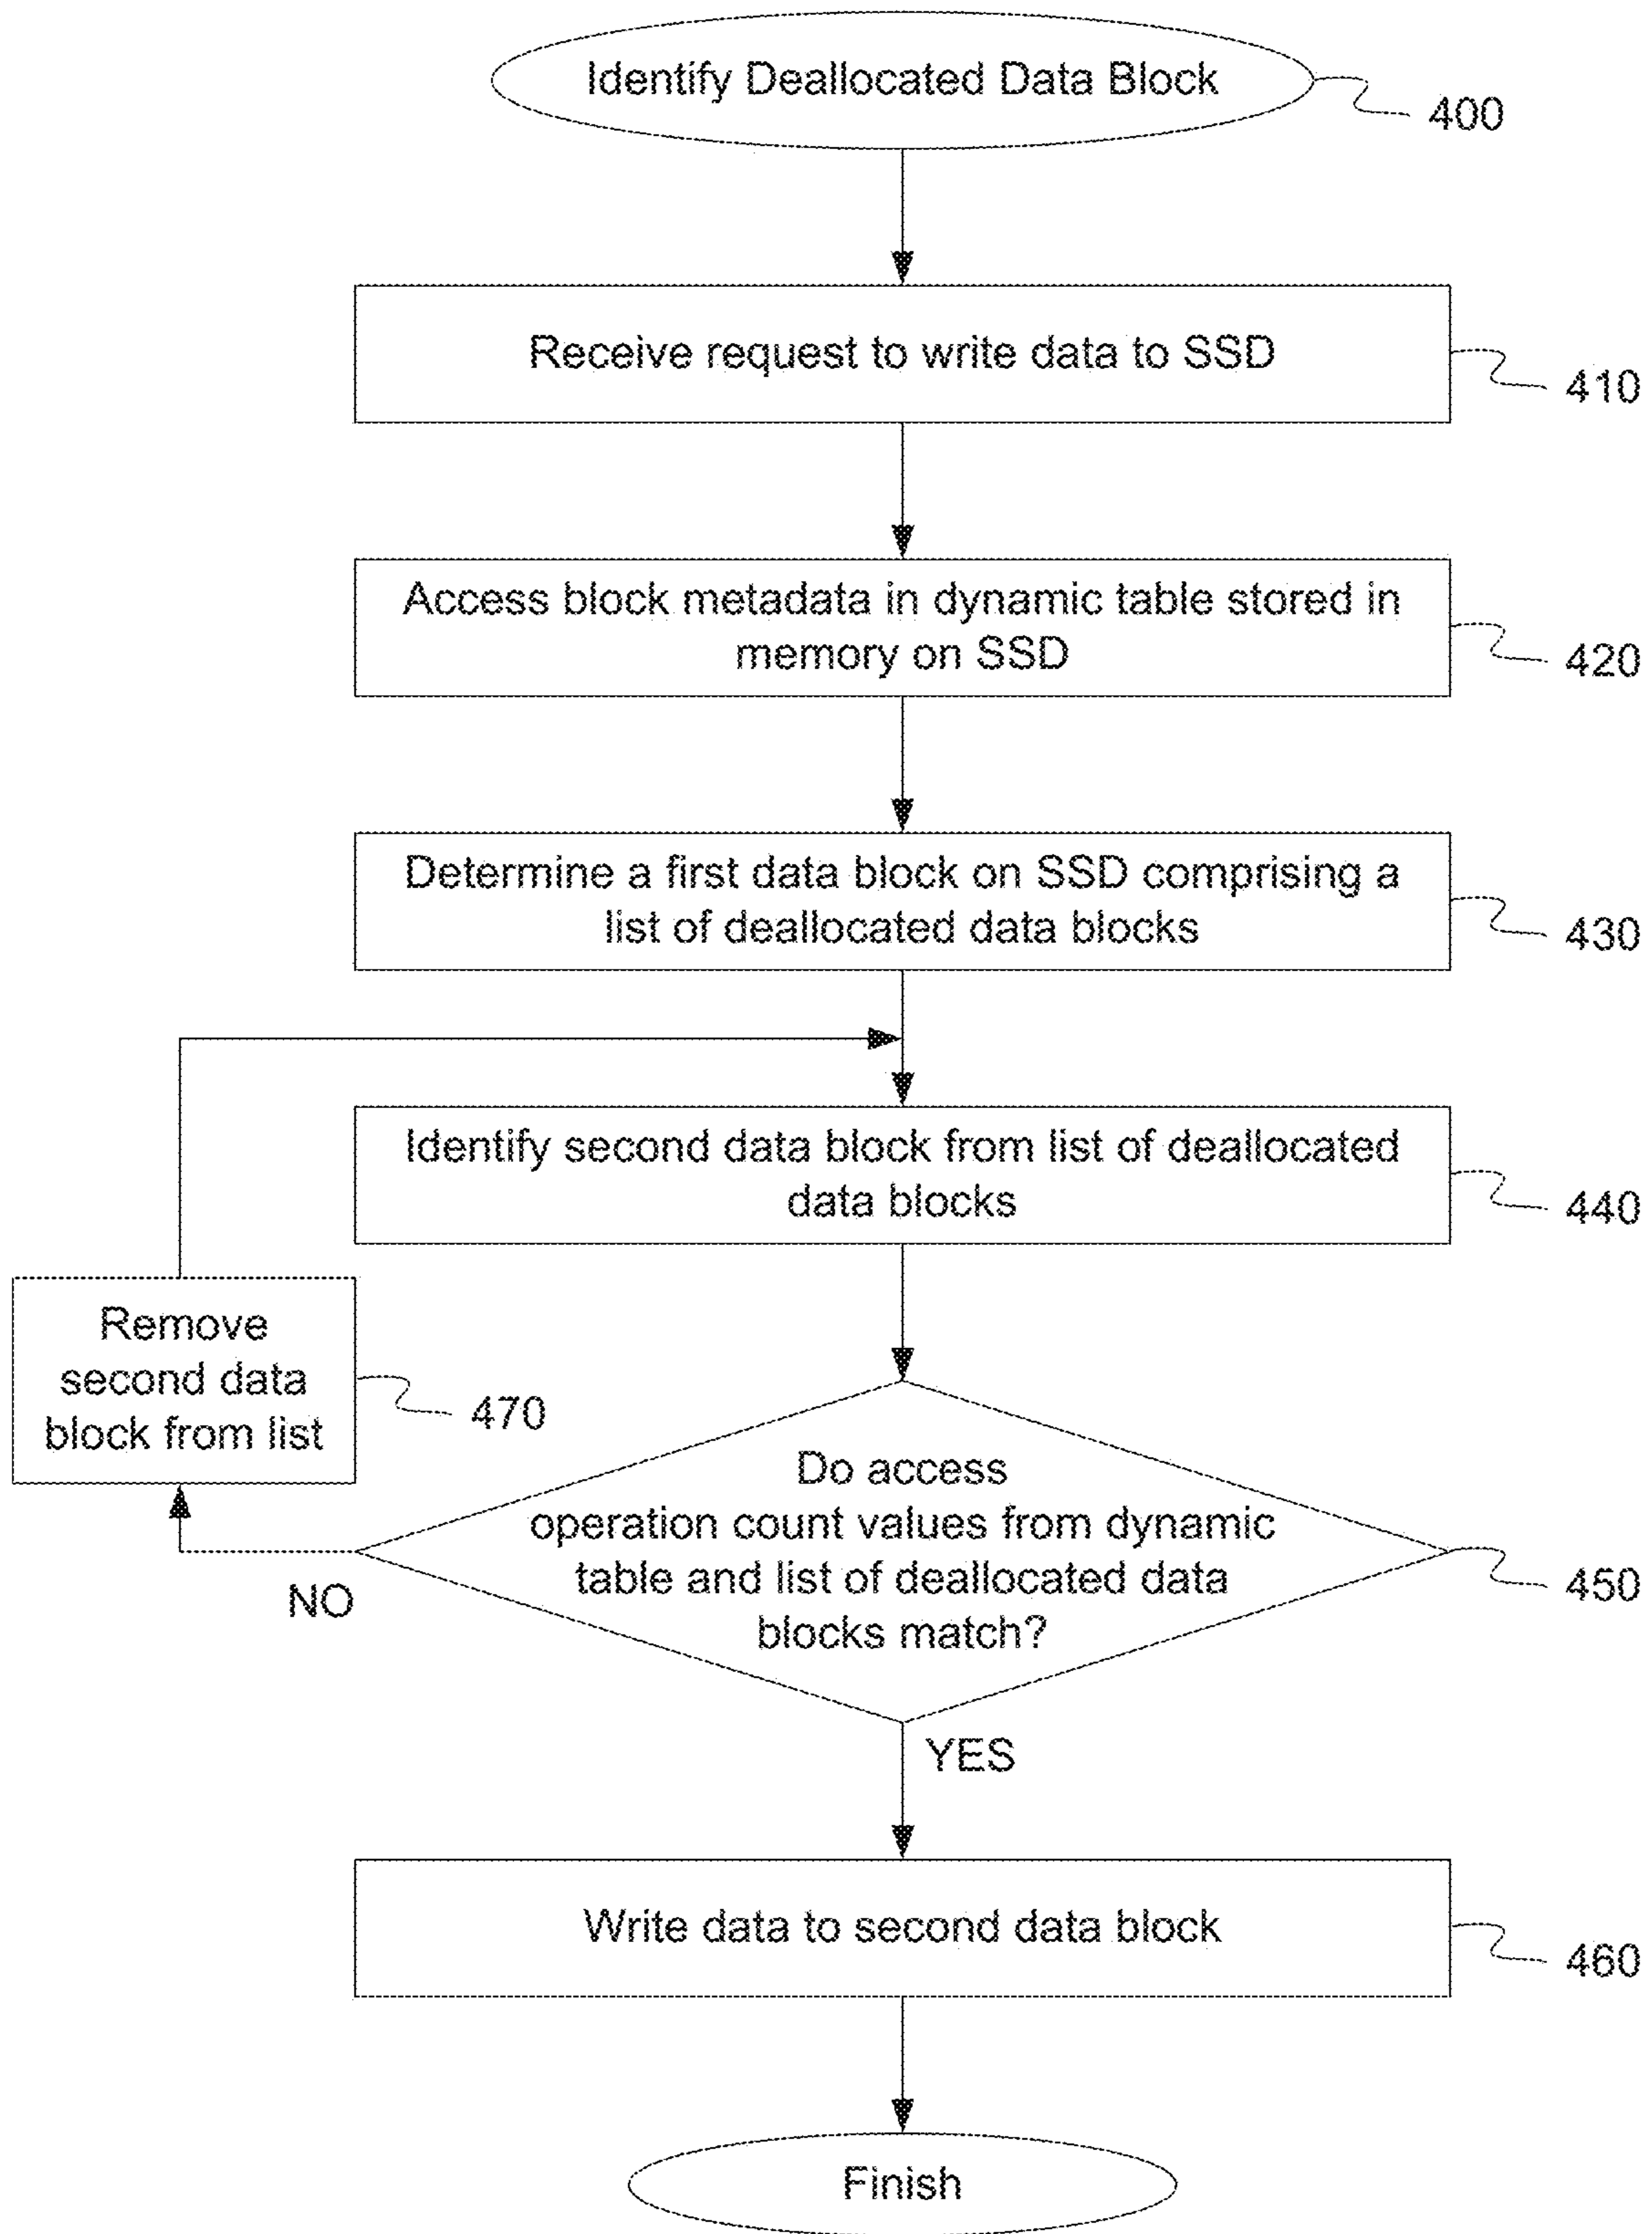 Identify Deallocated Data Block
400
Receive request to write data to SSD
410
Access block metadata in dynamic table stored in
memory on SSD
420
Determine a first data block on SSD comprising a
list of deallocated data blocks
430
Identify second data block from list of deallocated
data blocks
440
Remove
second data
block from list
470
Do access
operation count values from dynamic
table and list of deallocated data
blocks match?
450
NO
YES
Write data to second data block
460
Finish